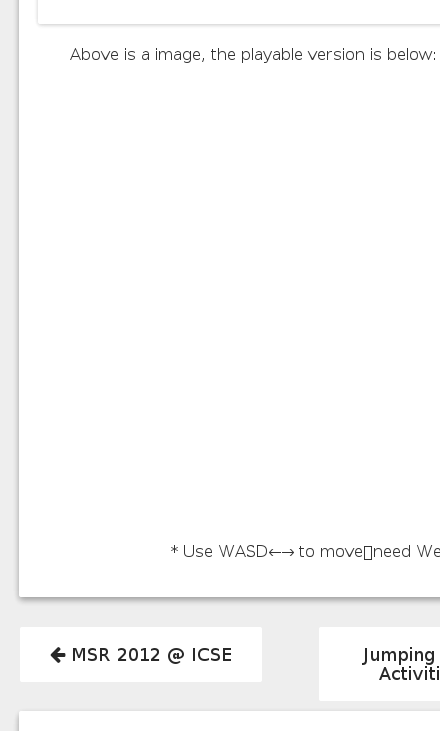 Above is a image, the playable version is below:
* Use WASD←→ to move▯need We
← MSR 2012 @ ICSE
Jumping
Activiti